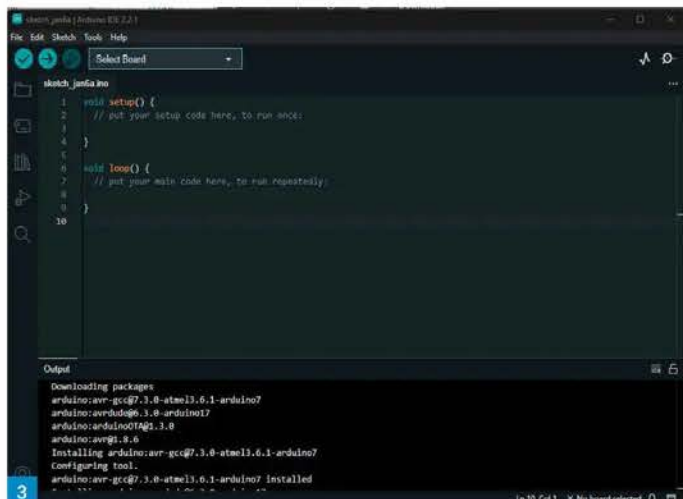 sketch_jan6a | Arduino IDE 2.2.1
File Edit Sketch Tools Help
Select Board
sketch_jan6a.ino
1 void setup() {
2 // put your setup code here, to run once:
3
4 }
5
6 void loop() {
7 // put your main code here, to run repeatedly:
8
9 }
10
Output
Downloading packages
arduino:avr-gcc@7.3.0-atmel3.6.1-arduino7
arduino:avrdude@6.3.0-arduino17
arduino:arduinoOTA@1.3.0
arduino:avr@1.8.6
Installing arduino:avr-gcc@7.3.0-atmel3.6.1-arduino7
Configuring tool.
arduino:avr-gcc@7.3.0-atmel3.6.1-arduino7 installed
3
Ln 10, Col 1 × No board selected